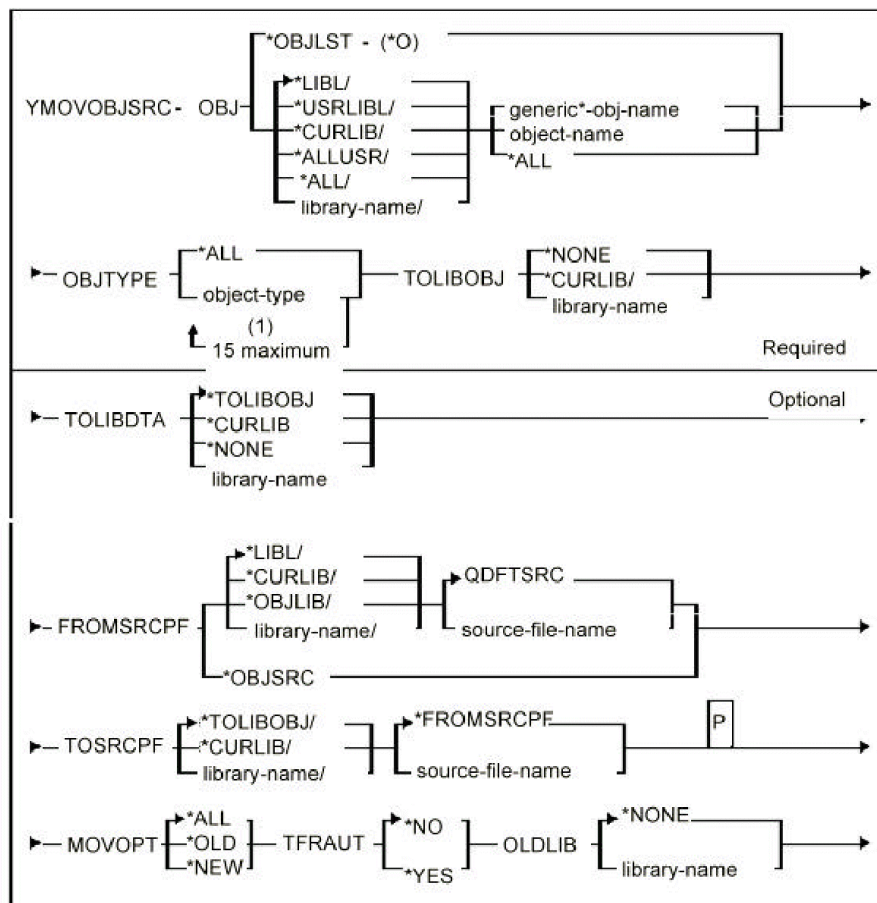 *OBJLST - (*O)
YMOVOBJSRC- OBJ
*LIBL/
*USRLIBL/
*CURLIB/
*ALLUSR/
*ALL/
library-name/
generic*-obj-name
object-name
*ALL
OBJTYPE
*ALL
object-type
(1)
15 maximum
TOLIBOBJ
*NONE
*CURLIB/
library-name
Required
TOLIBDTA
*TOLIBOBJ
*CURLIB
*NONE
library-name
Optional
FROMSRCPF
*LIBL/
*CURLIB/
*OBJLIB/
library-name/
QDFTSRC
source-file-name
*OBJSRC
TOSRCPF
*TOLIBOBJ/
*CURLIB/
library-name/
*FROMSRCPF
source-file-name
P
MOVOPT
*ALL
*OLD
*NEW
TFRAUT
*NO
*YES
OLDLIB
*NONE
library-name